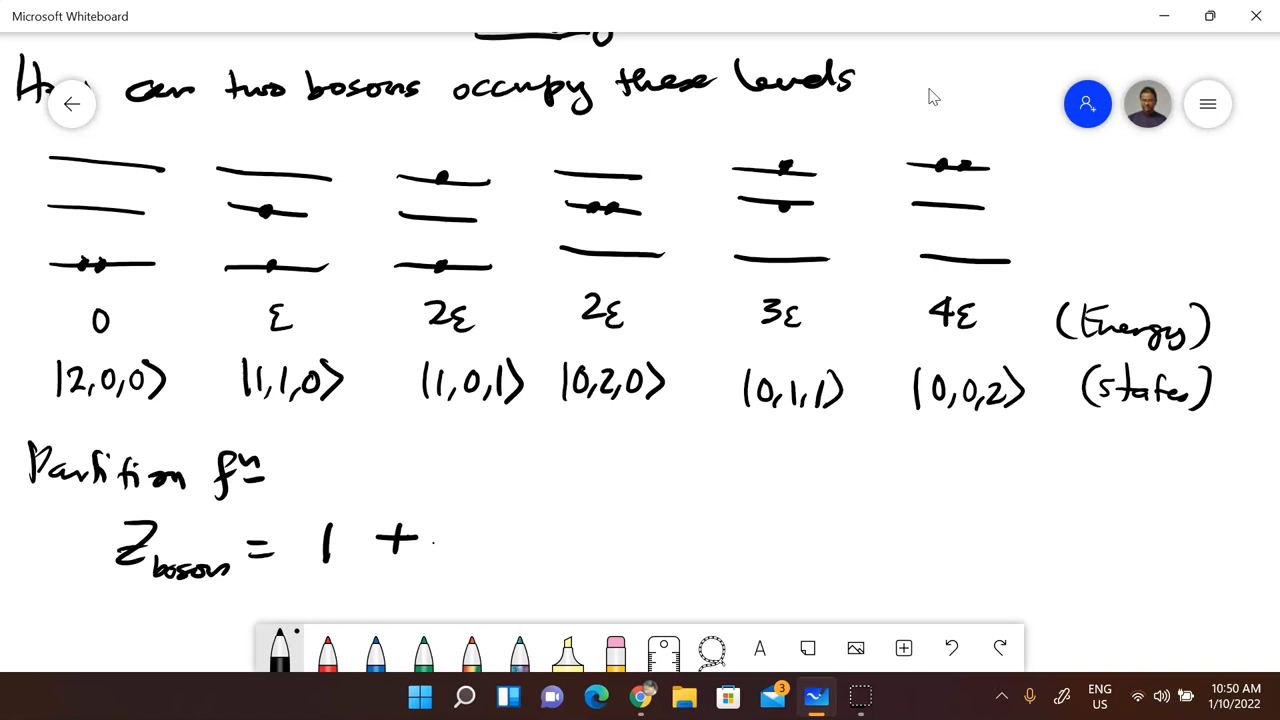 Microsoft Whiteboard
can two bosons occupy these levels
0 ε 2ε 2ε 3ε 4ε (Energy)
|2,0,0⟩ |1,1,0⟩ |1,0,1⟩ |0,2,0⟩ |0,1,1⟩ |0,0,2⟩ (States)
Partition fⁿ
Z_boson = 1 +
A
3
ENG
US
10:50 AM
1/10/2022